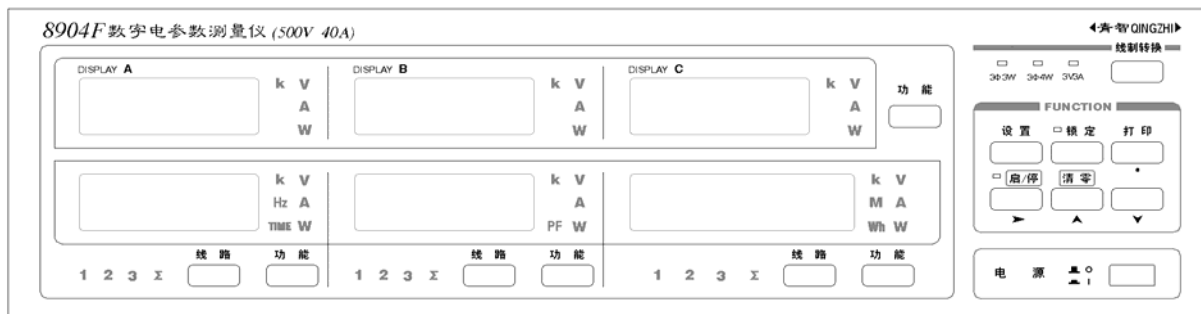 8904F数字电参数测量仪 (500V 40A)
青智QINGZHI
线制转换
DISPLAY A DISPLAY B DISPLAY C
k V k V k V
3Φ3W 3Φ4W 3V3A
A A A
功 能
W W W
FUNCTION
设 置 锁 定 打 印
k V k V k V
启/停 清 零
Hz A A M A
TIME W PF W Wh W
线 路 功 能 线 路 功 能 线 路 功 能
1 2 3 Σ 1 2 3 Σ 1 2 3 Σ
电 源 O
I